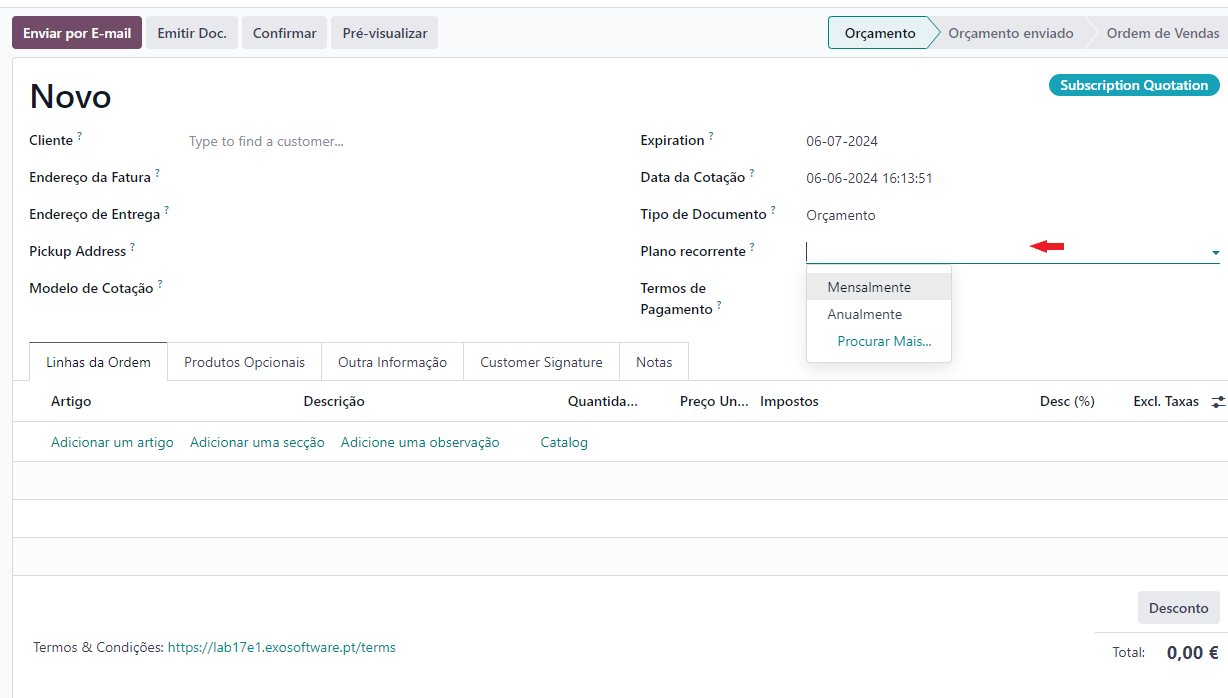 Enviar por E-mail Emitir Doc. Confirmar Pré-visualizar Orçamento Orçamento enviado Ordem de Vendas
Subscription Quotation
Novo
Cliente ? Type to find a customer...
Endereço da Fatura ?
Endereço de Entrega ?
Pickup Address ?
Modelo de Cotação ?
Expiration ? 06-07-2024
Data da Cotação ? 06-06-2024 16:13:51
Tipo de Documento ? Orçamento
Plano recorrente ?
Mensalmente
Anualmente
Procurar Mais...
Termos de
Pagamento ?
Linhas da Ordem Produtos Opcionais Outra Informação Customer Signature Notas
Artigo Descrição Quantida... Preço Un... Impostos Desc (%) Excl. Taxas
Adicionar um artigo Adicionar uma secção Adicione uma observação Catalog
Desconto
Termos & Condições: https://lab17e1.exosoftware.pt/terms
Total: 0,00 €